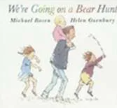 We're Going on a Bear Hunt
Michael Rosen Helen Oxenbury